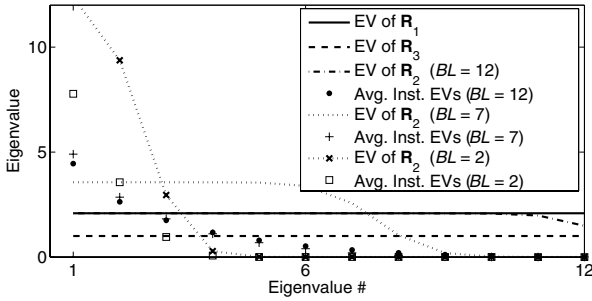 Eigenvalue
10
5
0
1
6
12
Eigenvalue #
EV of R1
EV of R3
EV of R2 (BL = 12)
Avg. Inst. EVs (BL = 12)
EV of R2 (BL = 7)
Avg. Inst. EVs (BL = 7)
EV of R2 (BL = 2)
Avg. Inst. EVs (BL = 2)